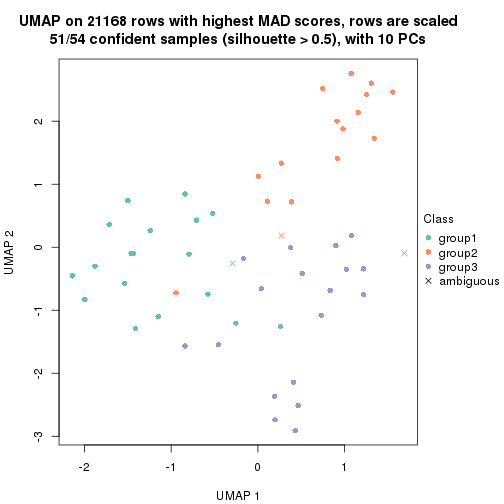 UMAP on 21168 rows with highest MAD scores, rows are scaled
51/54 confident samples (silhouette > 0.5), with 10 PCs
2
1
0
-1
-2
-3
UMAP 2
-2
-1
0
1
UMAP 1
Class
group1
group2
group3
ambiguous